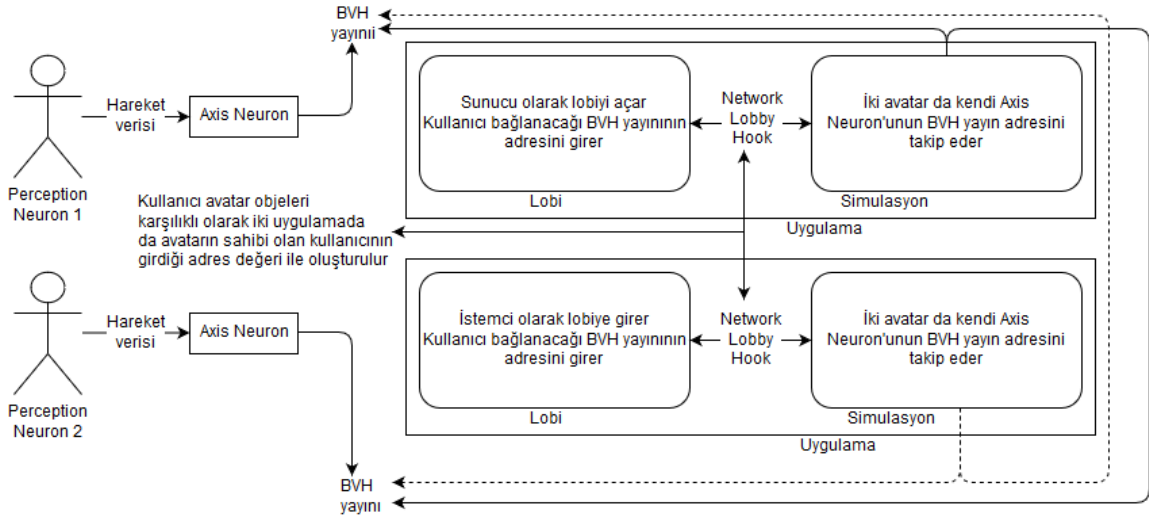 BVH
yayınıi
Hareket
verisi
Axis Neuron
Perception
Neuron 1
Sunucu olarak lobiyi açar
Kullanıcı bağlanacağı BVH yayınının
adresini girer
Lobi
Network
Lobby
Hook
İki avatar da kendi Axis
Neuron'unun BVH yayın adresini
takip eder
Simulasyon
Uygulama
Kullanıcı avatar objeleri
karşılıklı olarak iki uygulamada
da avatarın sahibi olan kullanıcının
girdiği adres değeri ile oluşturulur
Hareket
verisi
Axis Neuron
Perception
Neuron 2
İstemci olarak lobiye girer
Kullanıcı bağlanacağı BVH yayınının
adresini girer
Lobi
Network
Lobby
Hook
İki avatar da kendi Axis
Neuron'unun BVH yayın adresini
takip eder
Simulasyon
Uygulama
BVH
yayını